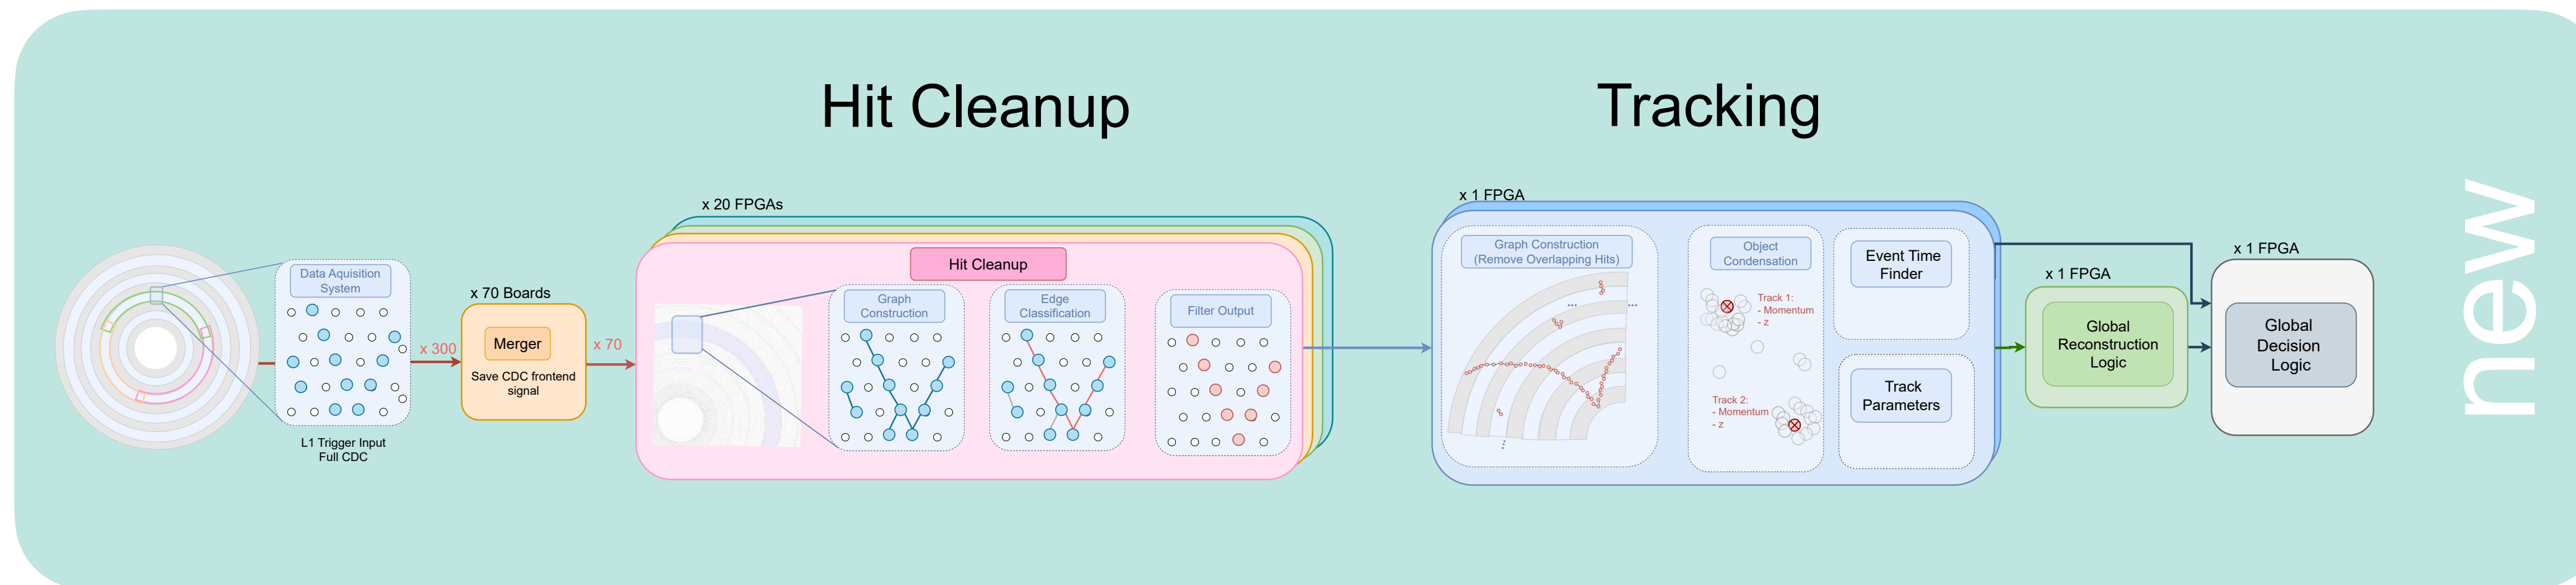 Hit Cleanup
Tracking
new
Data Aquisition
System
L1 Trigger Input
Full CDC
x 300
x 70 Boards
Merger
Save CDC frontend
signal
x 70
x 20 FPGAs
Hit Cleanup
Graph
Construction
Edge
Classification
Filter Output
x 1 FPGA
Graph Construction
(Remove Overlapping Hits)
...
...
...
Object
Condensation
Track 1:
- Momentum
- z
Track 2:
- Momentum
- z
Event Time
Finder
Track
Parameters
x 1 FPGA
Global
Reconstruction
Logic
x 1 FPGA
Global
Decision
Logic